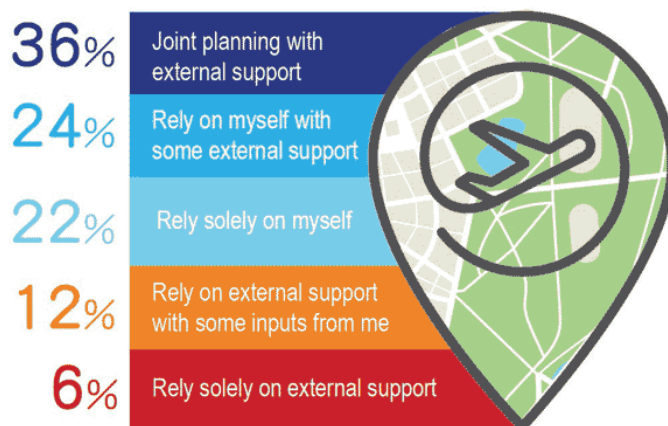 36% Joint planning with
external support
24% Rely on myself with
some external support
22% Rely solely on myself
12% Rely on external support
with some inputs from me
6% Rely solely on external support